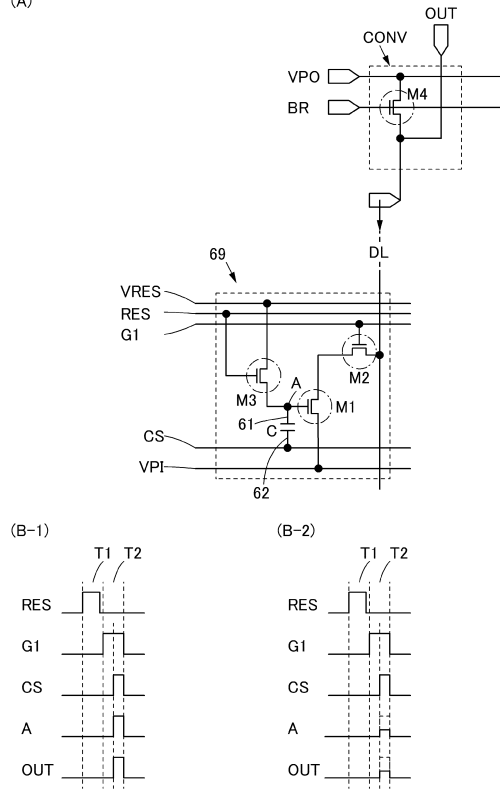 (A)
OUT
CONV
VPO
M4
BR
DL
69
VRES
RES
G1
M2
A
M3
M1
61
C
CS
VPI
62
(B-1)
T1 T2
RES
G1
CS
A
OUT
(B-2)
T1 T2
RES
G1
CS
A
OUT